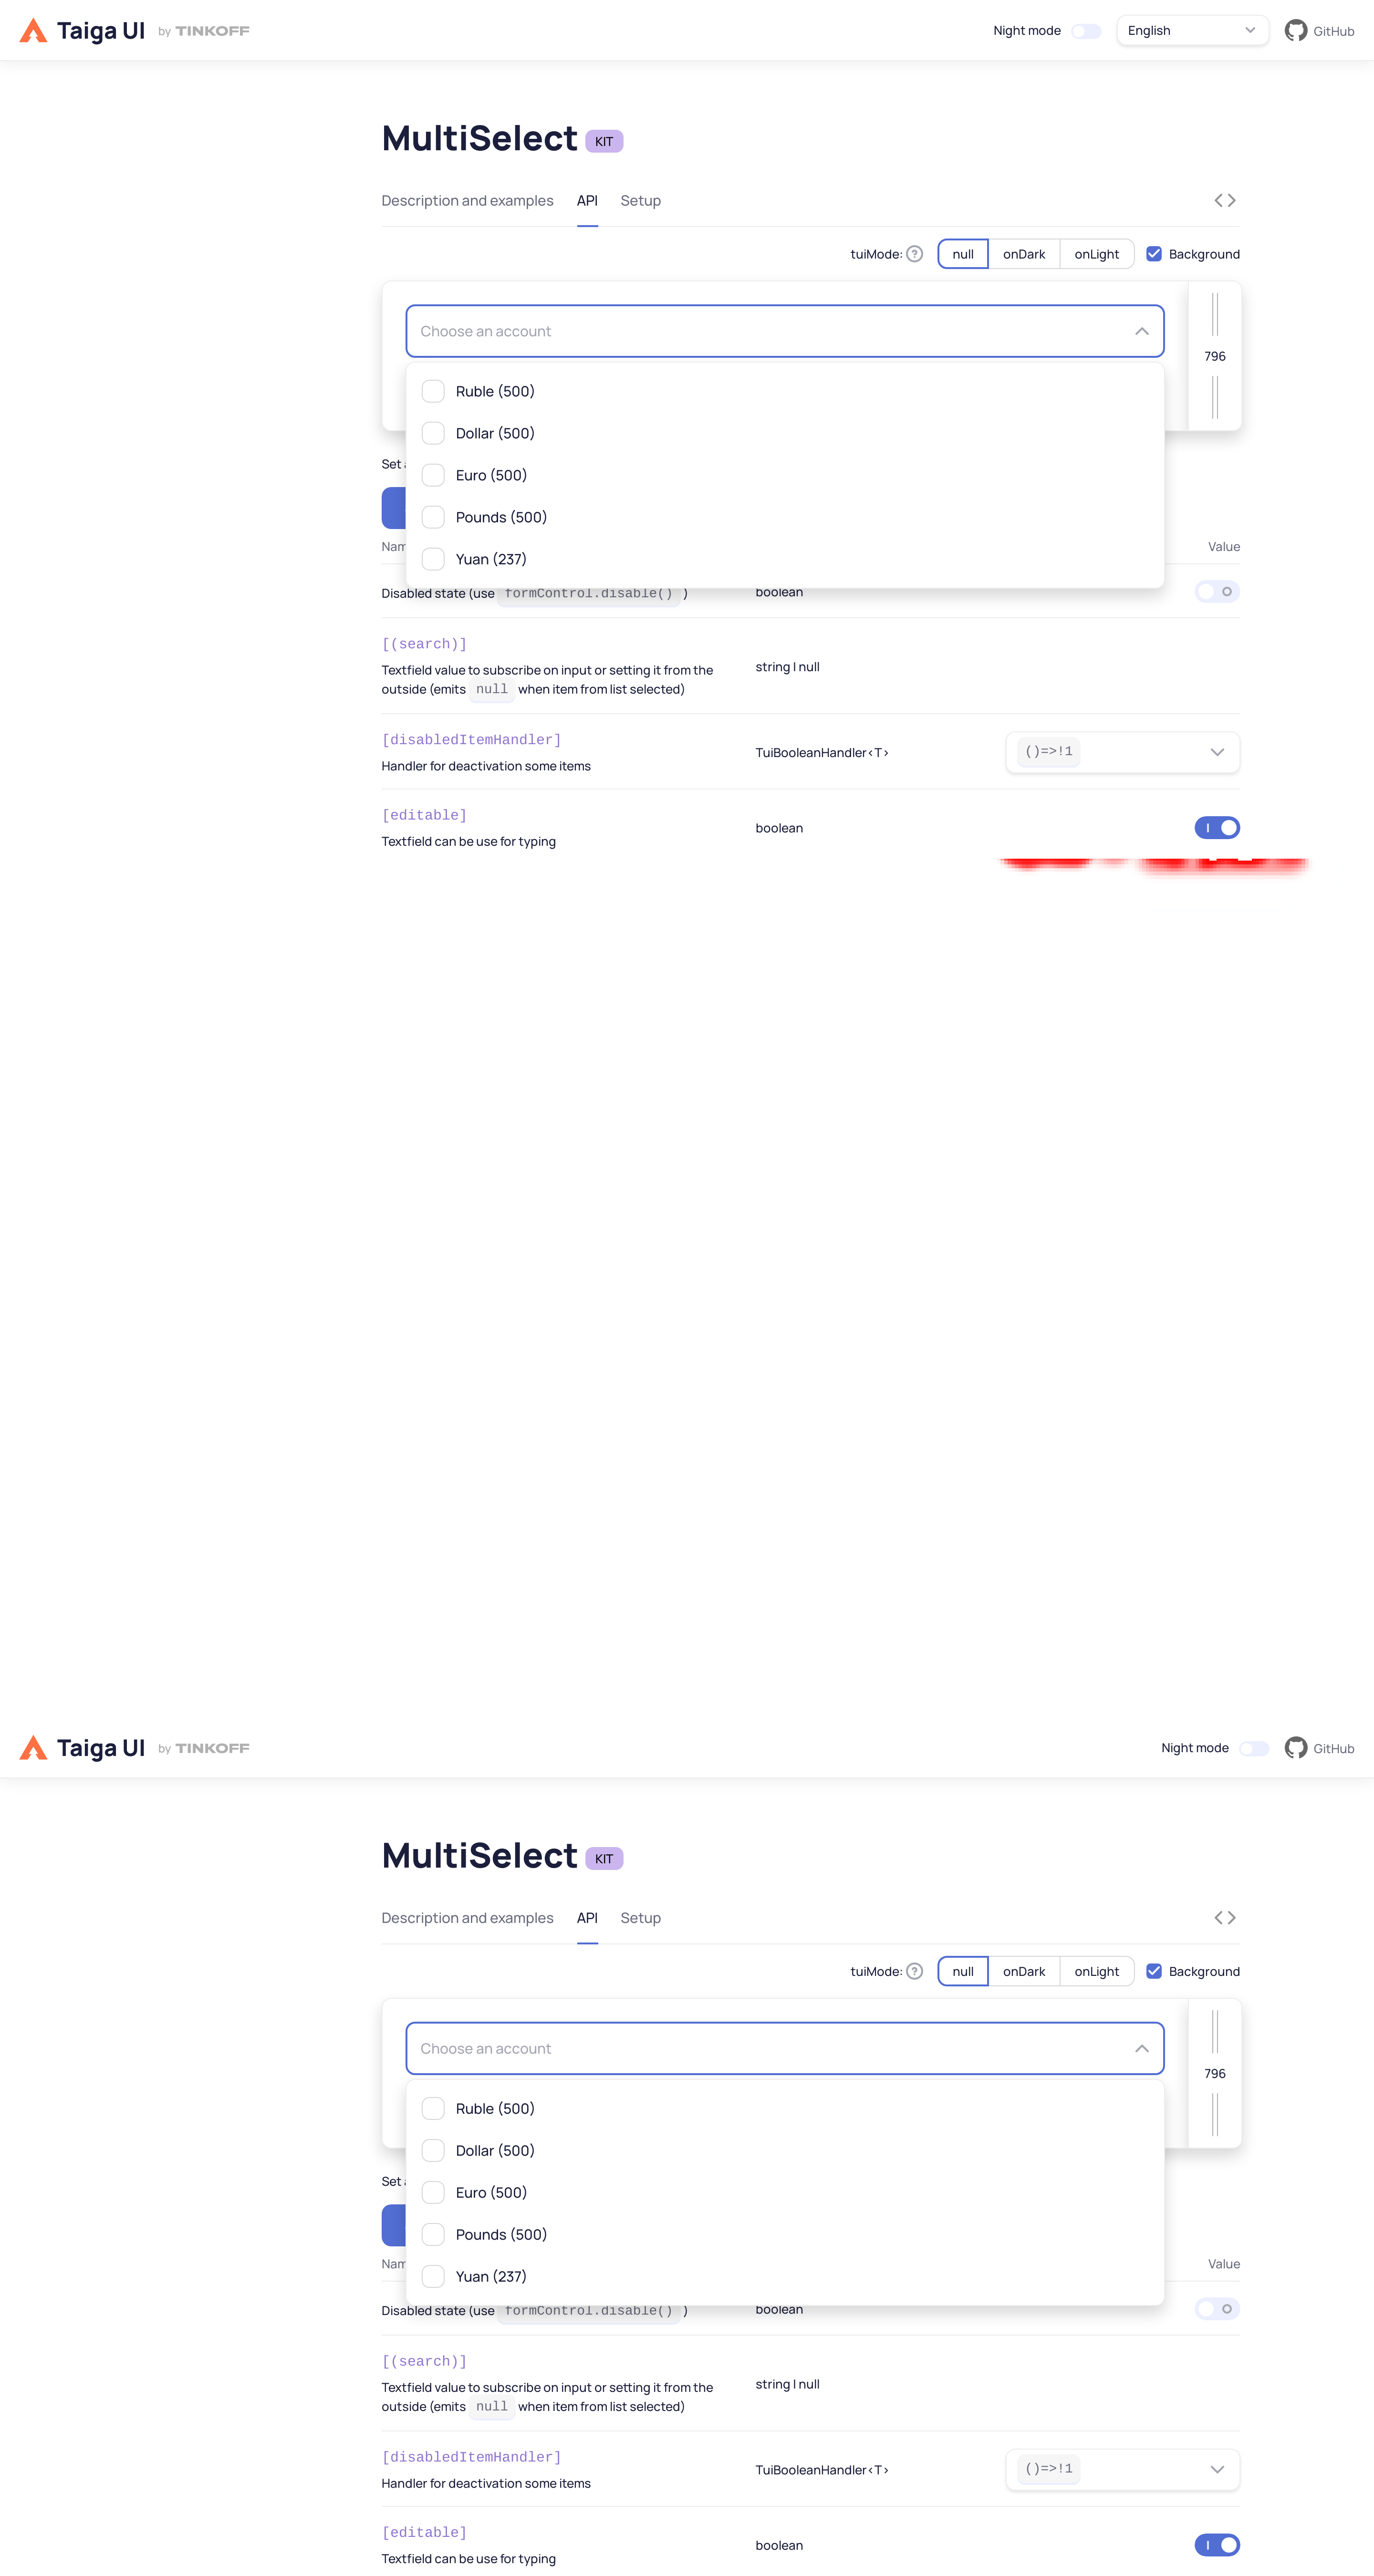 Taiga UI by TINKOFF Night mode English GitHub
MultiSelect KIT
Description and examples API Setup
tuiMode: ? null onDark onLight Background
Choose an account
796
Ruble (500)
Dollar (500)
Euro (500)
Pounds (500)
Yuan (237)
Set
Value
Disabled state (use formControl.disable() ) boolean
[(search)]
Textfield value to subscribe on input or setting it from the
outside (emits null when item from list selected)
string | null
[disabledItemHandler]
Handler for deactivation some items
TuiBooleanHandler<T> ()=>!1
[editable]
Textfield can be use for typing
boolean
Taiga UI by TINKOFF Night mode GitHub
MultiSelect KIT
Description and examples API Setup
tuiMode: ? null onDark onLight Background
Choose an account
796
Ruble (500)
Dollar (500)
Euro (500)
Pounds (500)
Yuan (237)
Set
Value
Disabled state (use formControl.disable() ) boolean
[(search)]
Textfield value to subscribe on input or setting it from the
outside (emits null when item from list selected)
string | null
[disabledItemHandler]
Handler for deactivation some items
TuiBooleanHandler<T> ()=>!1
[editable]
Textfield can be use for typing
boolean